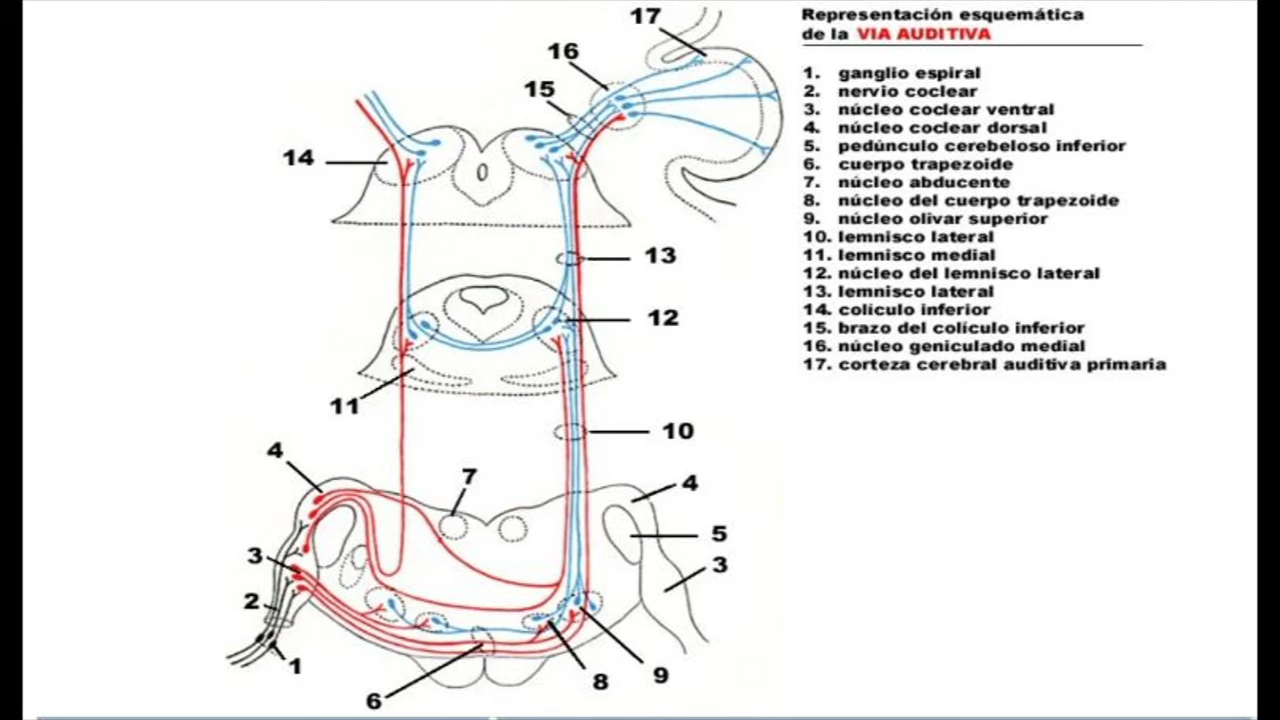 Representación esquemática
de la VIA AUDITIVA
1. ganglio espiral
2. nervio coclear
3. núcleo coclear ventral
4. núcleo coclear dorsal
5. pedúnculo cerebeloso inferior
6. cuerpo trapezoide
7. núcleo abducente
8. núcleo del cuerpo trapezoide
9. núcleo olivar superior
10. lemnisco lateral
11. lemnisco medial
12. núcleo del lemnisco lateral
13. lemnisco lateral
14. colículo inferior
15. brazo del colículo inferior
16. núcleo geniculado medial
17. corteza cerebral auditiva primaria
17
16
15
14
13
12
11
10
4
7
4
5
3
3
2
1
9
8
6